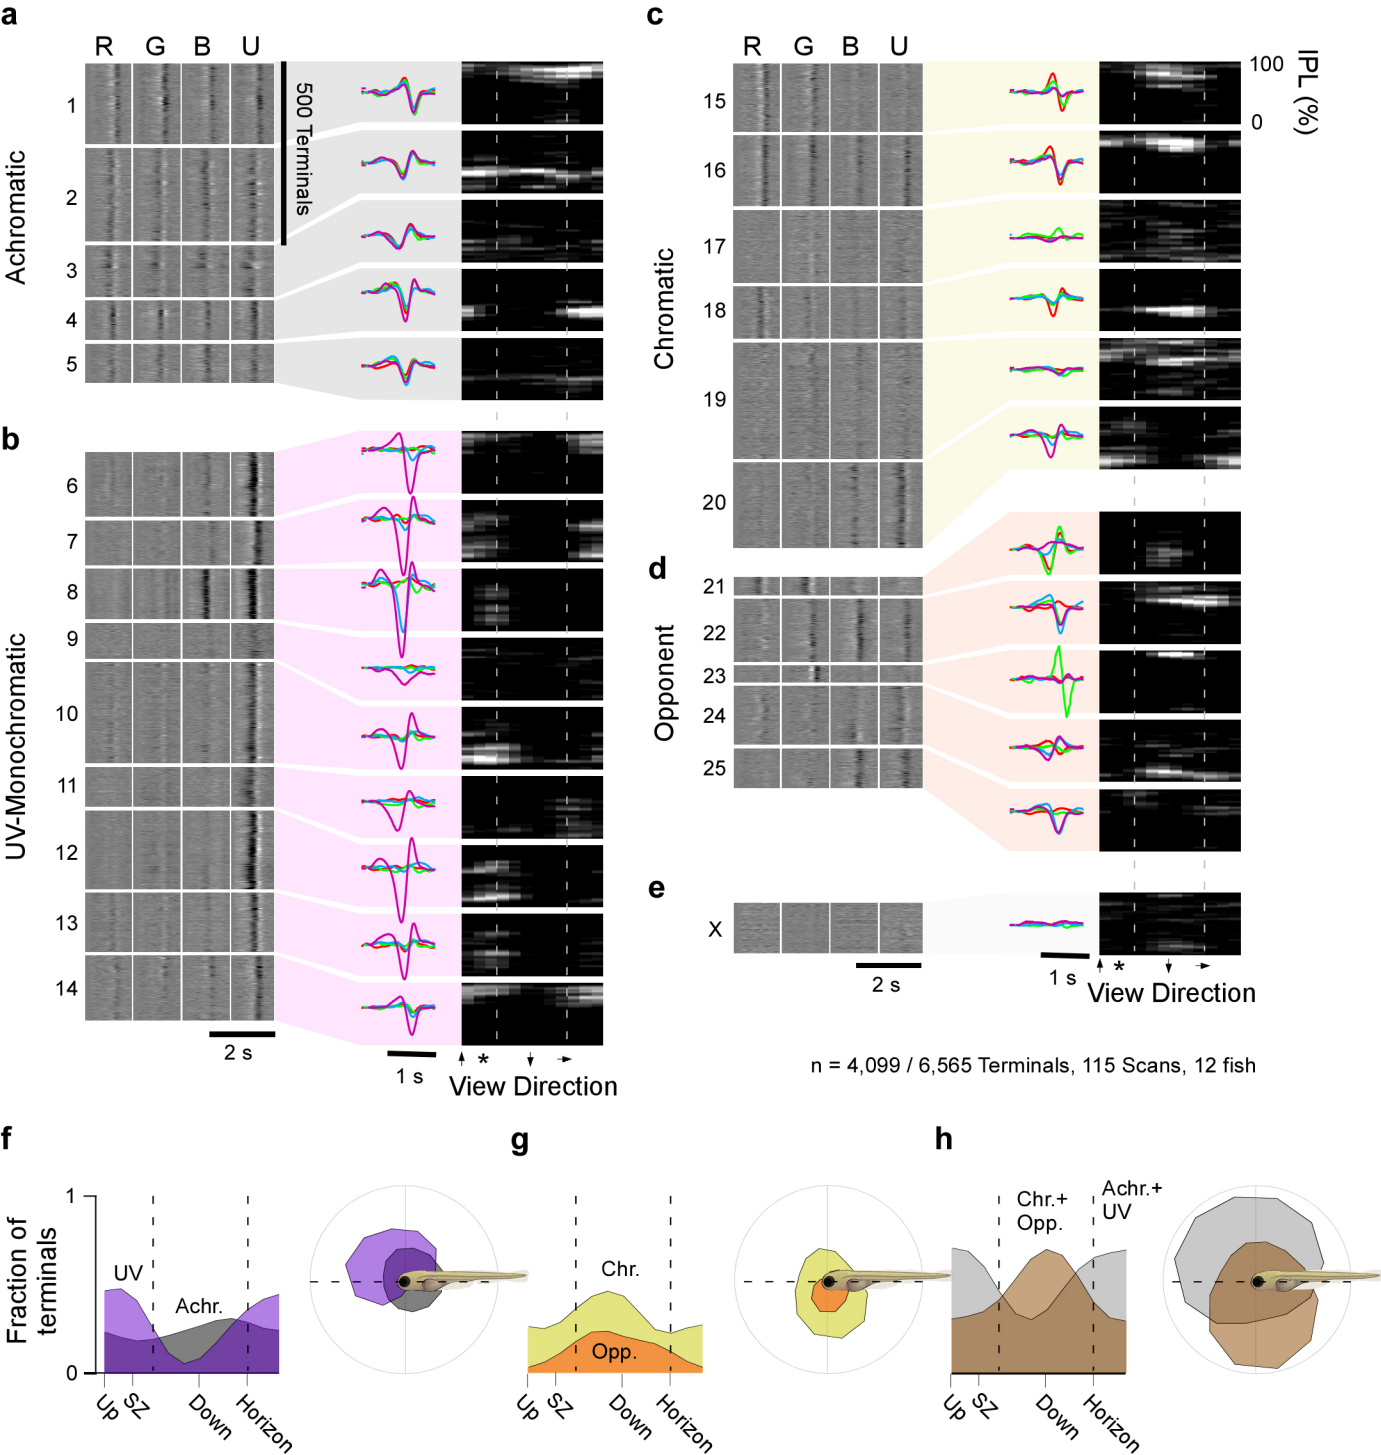 a
R G B U
Achromatic
1
2
3
4
5
500 Terminals
b
UV-Monochromatic
6
7
8
9
10
11
12
13
14
2 s
1 s
*
View Direction
c
R G B U
100
0
IPL (%)
Chromatic
15
16
17
18
19
20
d
Opponent
21
22
23
24
25
e
X
2 s
1 s
*
View Direction
n = 4,099 / 6,565 Terminals, 115 Scans, 12 fish
f
Fraction of
terminals
1
0
UV
Achr.
Up
SZ
Down
Horizon
g
Chr.
Opp.
Up
SZ
Down
Horizon
h
Chr.+
Opp.
Achr.+
UV
Up
SZ
Down
Horizon